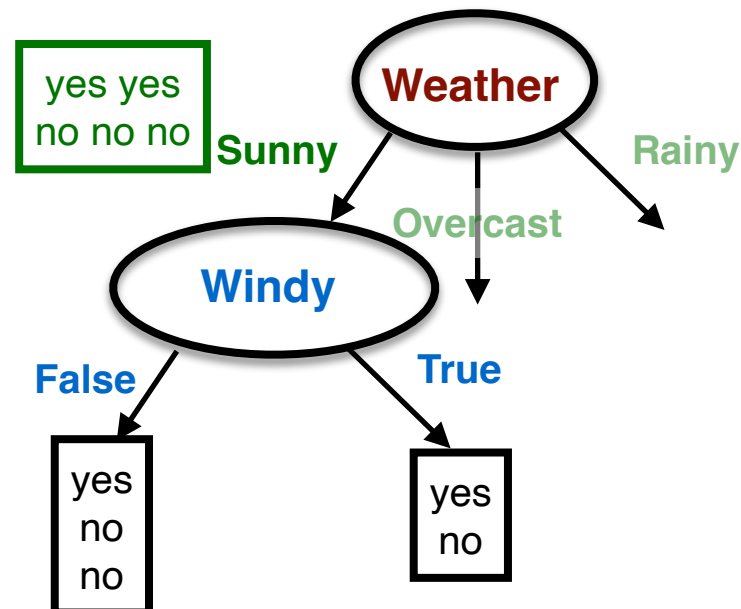 yes yes
no no no
Weather
Sunny
Overcast
Rainy
Windy
False
True
yes
no
no
yes
no